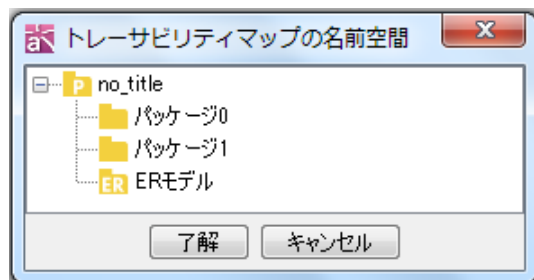 トレーサビリティマップの名前空間
no_title
パッケージ0
パッケージ1
ERモデル
了解 キャンセル